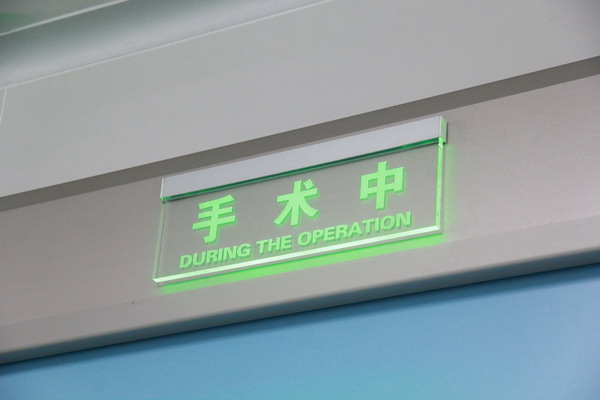 手术中
DURING THE OPERATION